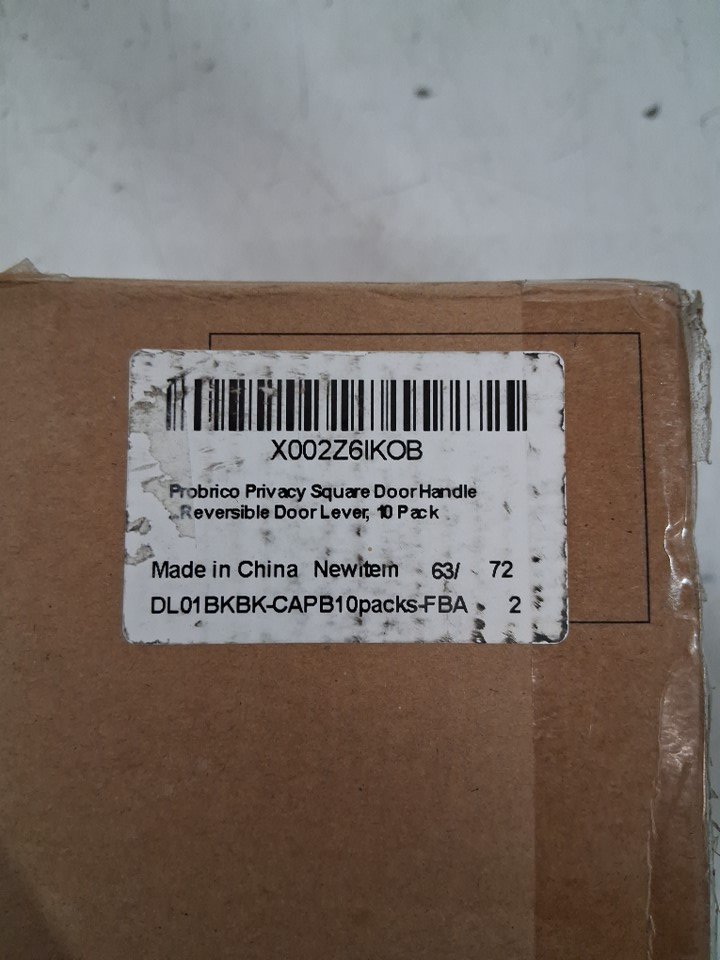 X002Z6IKOB
Probrico Privacy Square Door Handle
Reversible Door Lever, 10 Pack
Made in China Newitem 63/ 72
DL01BKBK-CAPB10packs-FBA 2